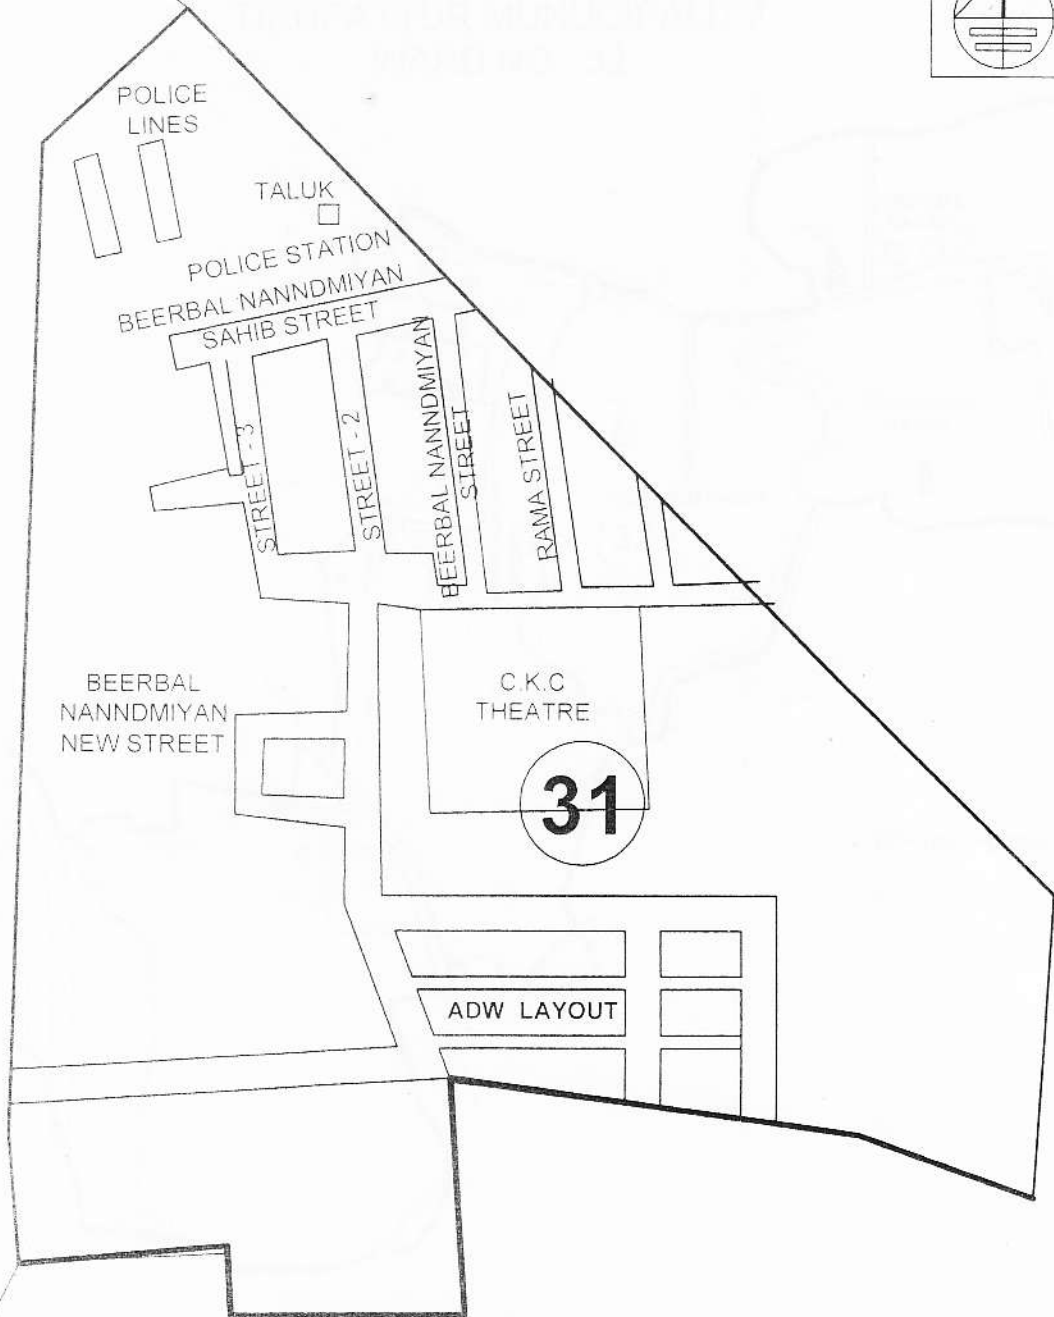 POLICE
LINES
TALUK
POLICE STATION
BEERBAL NANNDMIYAN
SAHIB STREET
STREET - 3
STREET - 2
BEERBAL NANNDMIYAN
STREET
RAMA STREET
BEERBAL
NANNDMIYAN
NEW STREET
C.K.C
THEATRE
31
ADW LAYOUT